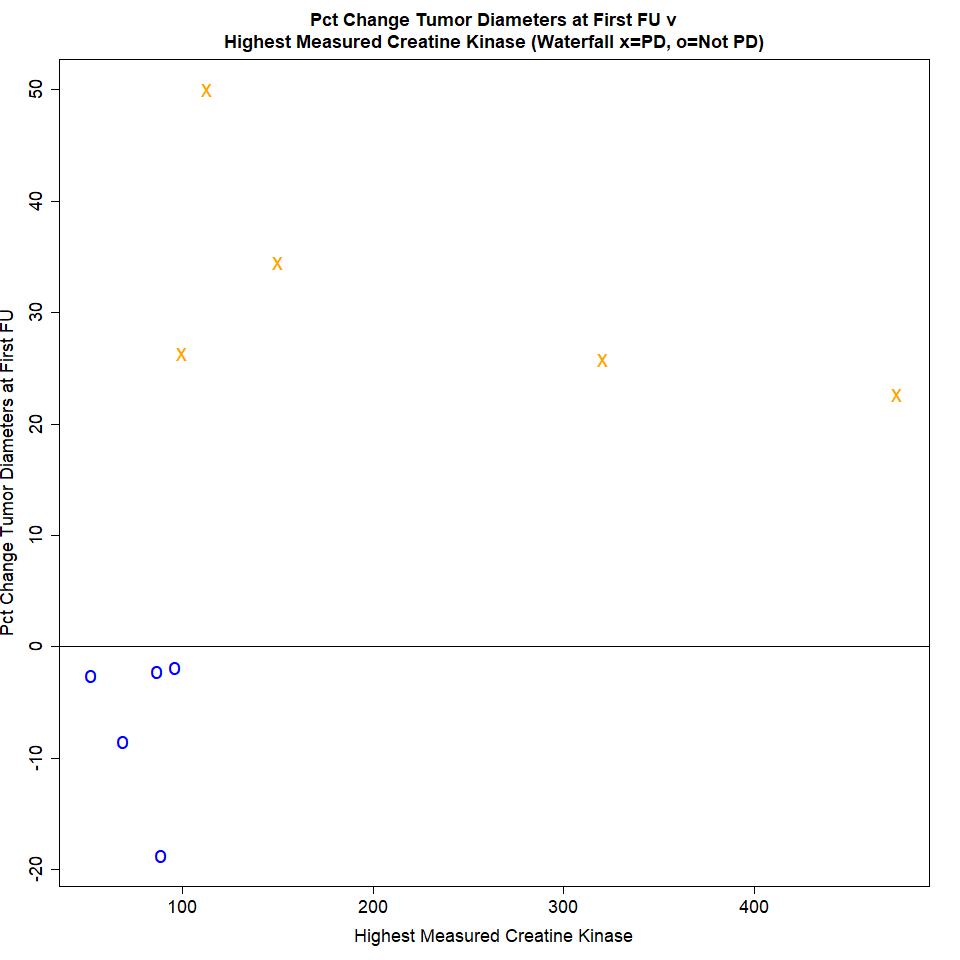 Pct Change Tumor Diameters at First FU v
Highest Measured Creatine Kinase (Waterfall x=PD, o=Not PD)
Pct Change Tumor Diameters at First FU
50
40
30
20
10
0
-10
-20
X
X
X
X
X
O
O
O
O
O
100 200 300 400
Highest Measured Creatine Kinase